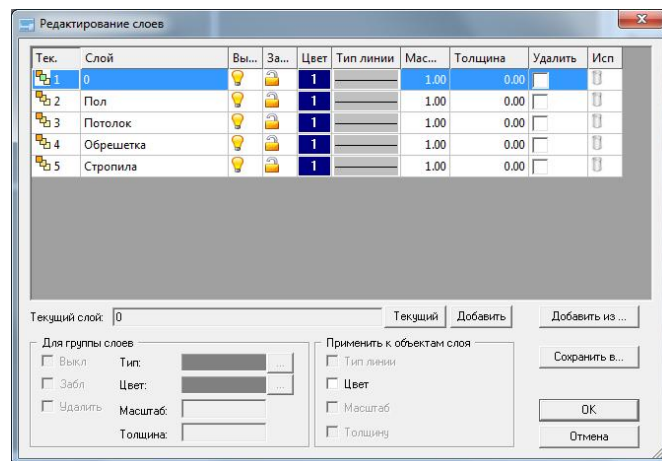 Редактирование слоев
Тек. Слой Вы... За... Цвет Тип линии Мас... Толщина Удалить Исп
1 0 1 1.00 0.00
2 Пол 1 1.00 0.00
3 Потолок 1 1.00 0.00
4 Обрешетка 1 1.00 0.00
5 Стропила 1 1.00 0.00
Текущий слой: 0 Текущий Добавить Добавить из ...
Для группы слоев Применить к объектам слоя
Выкл Тип: ... Тип линии Сохранить в...
Забл Цвет: ... Цвет
Удалить Масштаб: Масштаб OK
Толщина: Толщину Отмена